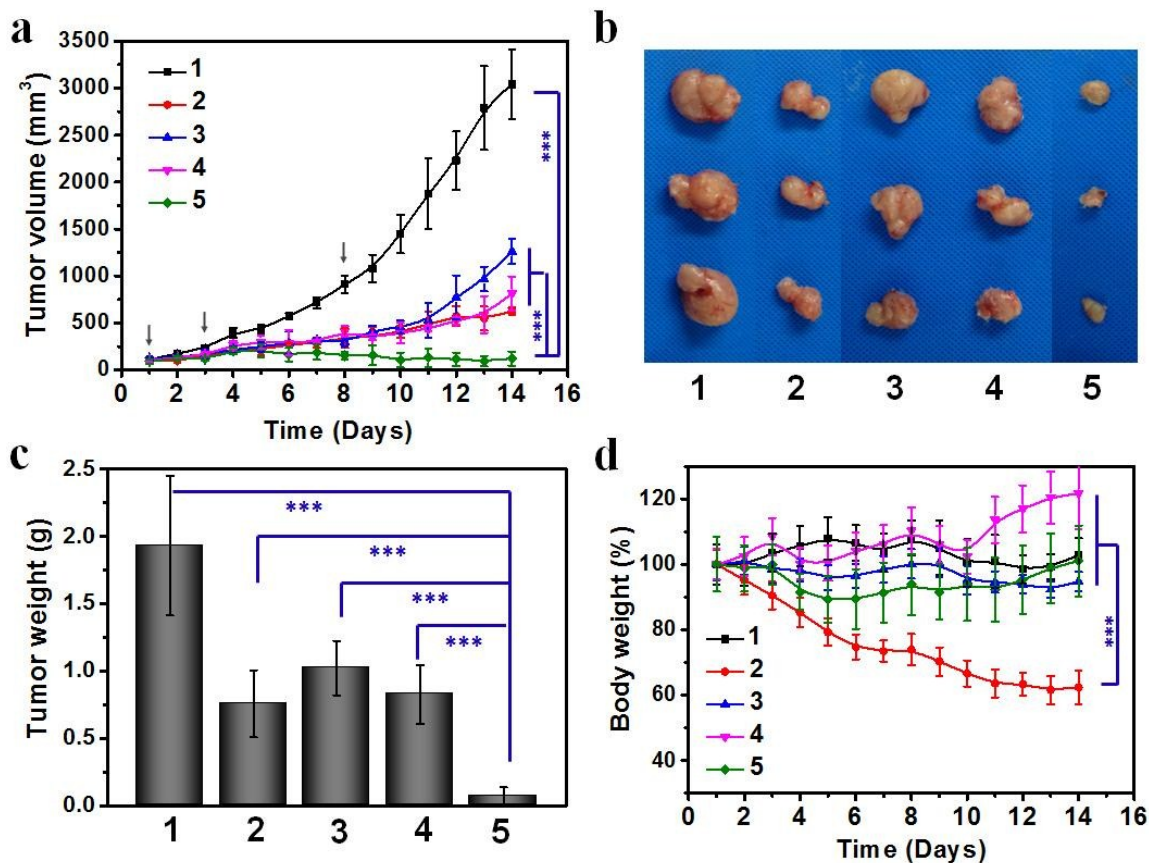 a
Tumor volume (mm³)
3500
3000
2500
2000
1500
1000
500
0
1
2
3
4
5
***
***
0 2 4 6 8 10 12 14 16
Time (Days)
b
1 2 3 4 5
c
Tumor weight (g)
2.5
2.0
1.5
1.0
0.5
0.0
***
***
***
***
1 2 3 4 5
d
Body weight (%)
120
100
80
60
40
1
2
3
4
5
***
0 2 4 6 8 10 12 14 16
Time (Days)